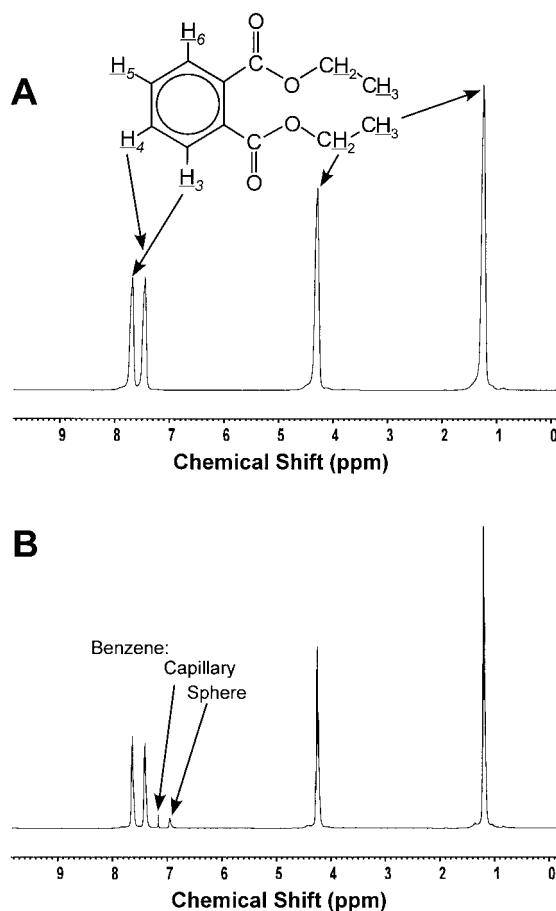 A
H6
H5
H4
H3
O
C
O
CH2
CH3
O
CH2
CH3
C
O
9 8 7 6 5 4 3 2 1 0
Chemical Shift (ppm)
B
Benzene:
Capillary
Sphere
9 8 7 6 5 4 3 2 1 0
Chemical Shift (ppm)